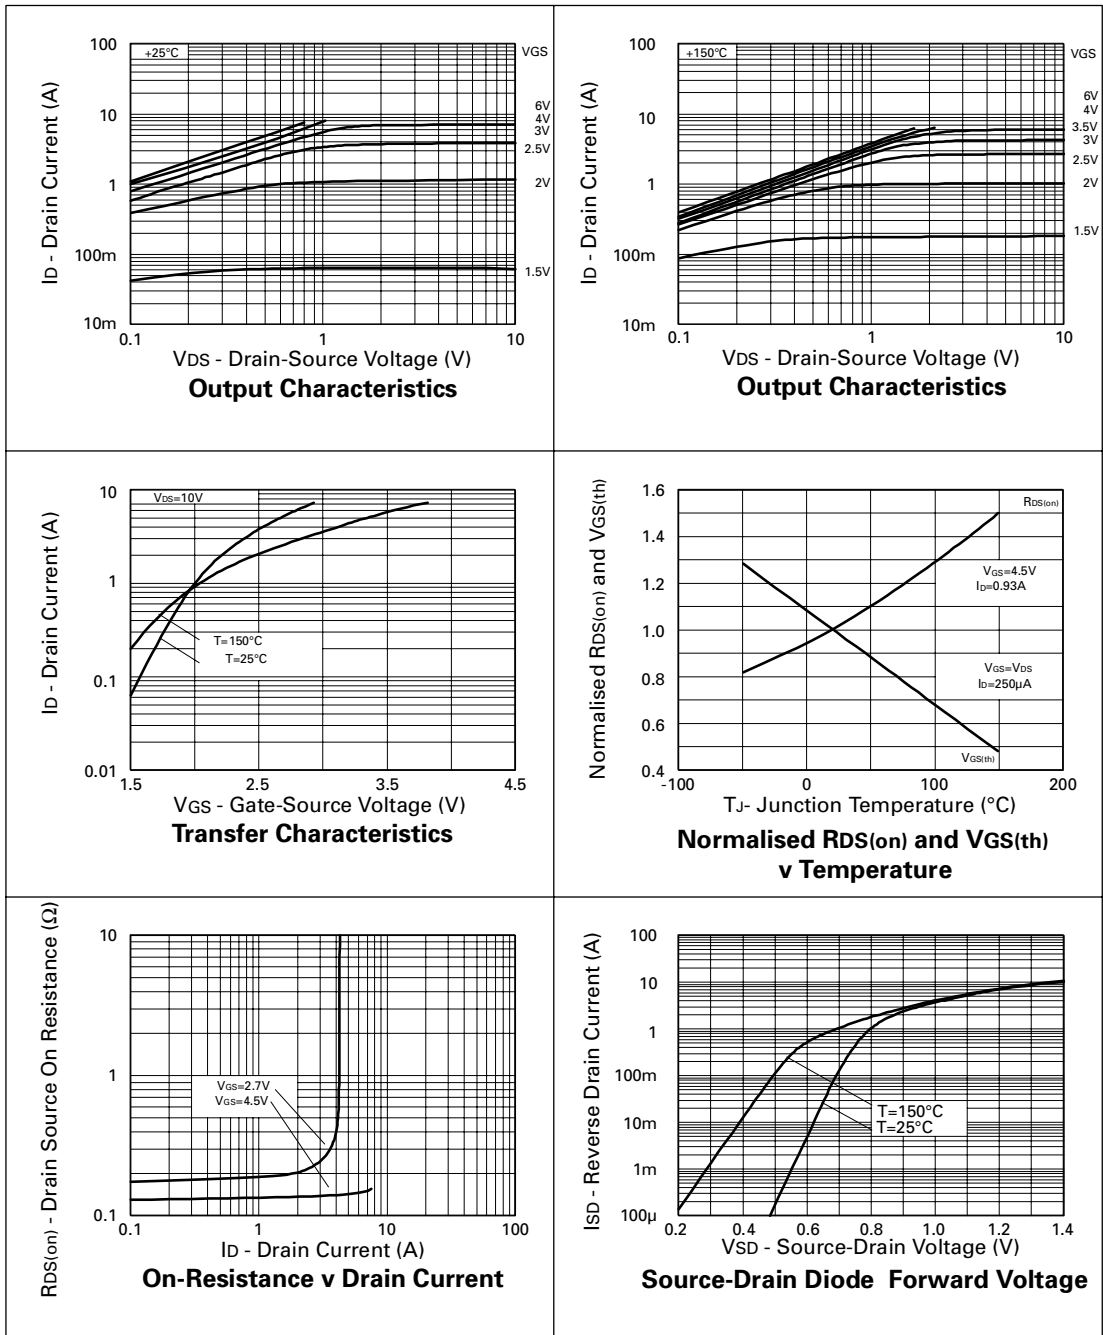 100
+25°C
VGS
ID - Drain Current (A)
10
6V
4V
3V
2.5V
1
2V
100m
1.5V
10m
0.1
1
10
VDS - Drain-Source Voltage (V)
Output Characteristics
100
+150°C
VGS
ID - Drain Current (A)
10
6V
4V
3.5V
3V
2.5V
1
2V
1.5V
100m
10m
0.1
1
10
VDS - Drain-Source Voltage (V)
Output Characteristics
10
VDS=10V
ID - Drain Current (A)
1
T=150°C
T=25°C
0.1
0.01
1.5
2.5
3.5
4.5
VGS - Gate-Source Voltage (V)
Transfer Characteristics
1.6
RDS(on)
Normalised RDS(on) and VGS(th)
1.4
VGS=4.5V
ID=0.93A
1.2
1.0
0.8
VGS=VDS
ID=250µA
0.6
VGS(th)
0.4
-100
0
100
200
TJ- Junction Temperature (°C)
Normalised RDS(on) and VGS(th)
v Temperature
RDS(on) - Drain Source On Resistance (Ω)
10
1
VGS=2.7V
VGS=4.5V
0.1
0.1
1
10
100
ID - Drain Current (A)
On-Resistance v Drain Current
ISD - Reverse Drain Current (A)
100
10
1
100m
T=150°C
T=25°C
10m
1m
100µ
0.2
0.4
0.6
0.8
1.0
1.2
1.4
VSD - Source-Drain Voltage (V)
Source-Drain Diode Forward Voltage